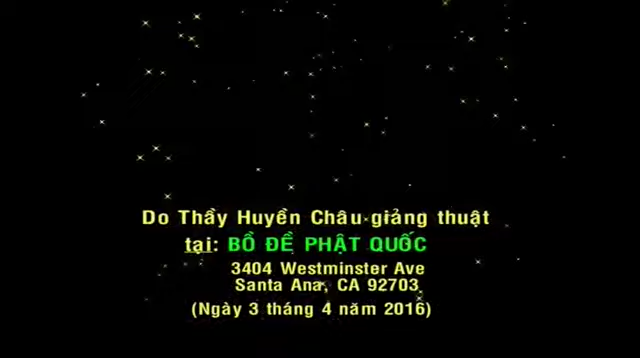 Do Thầy Huyền Châu giảng thuật
tại: BỒ ĐỀ PHẬT QUỐC
3404 Westminster Ave
Santa Ana, CA 92703
(Ngày 3 tháng 4 năm 2016)